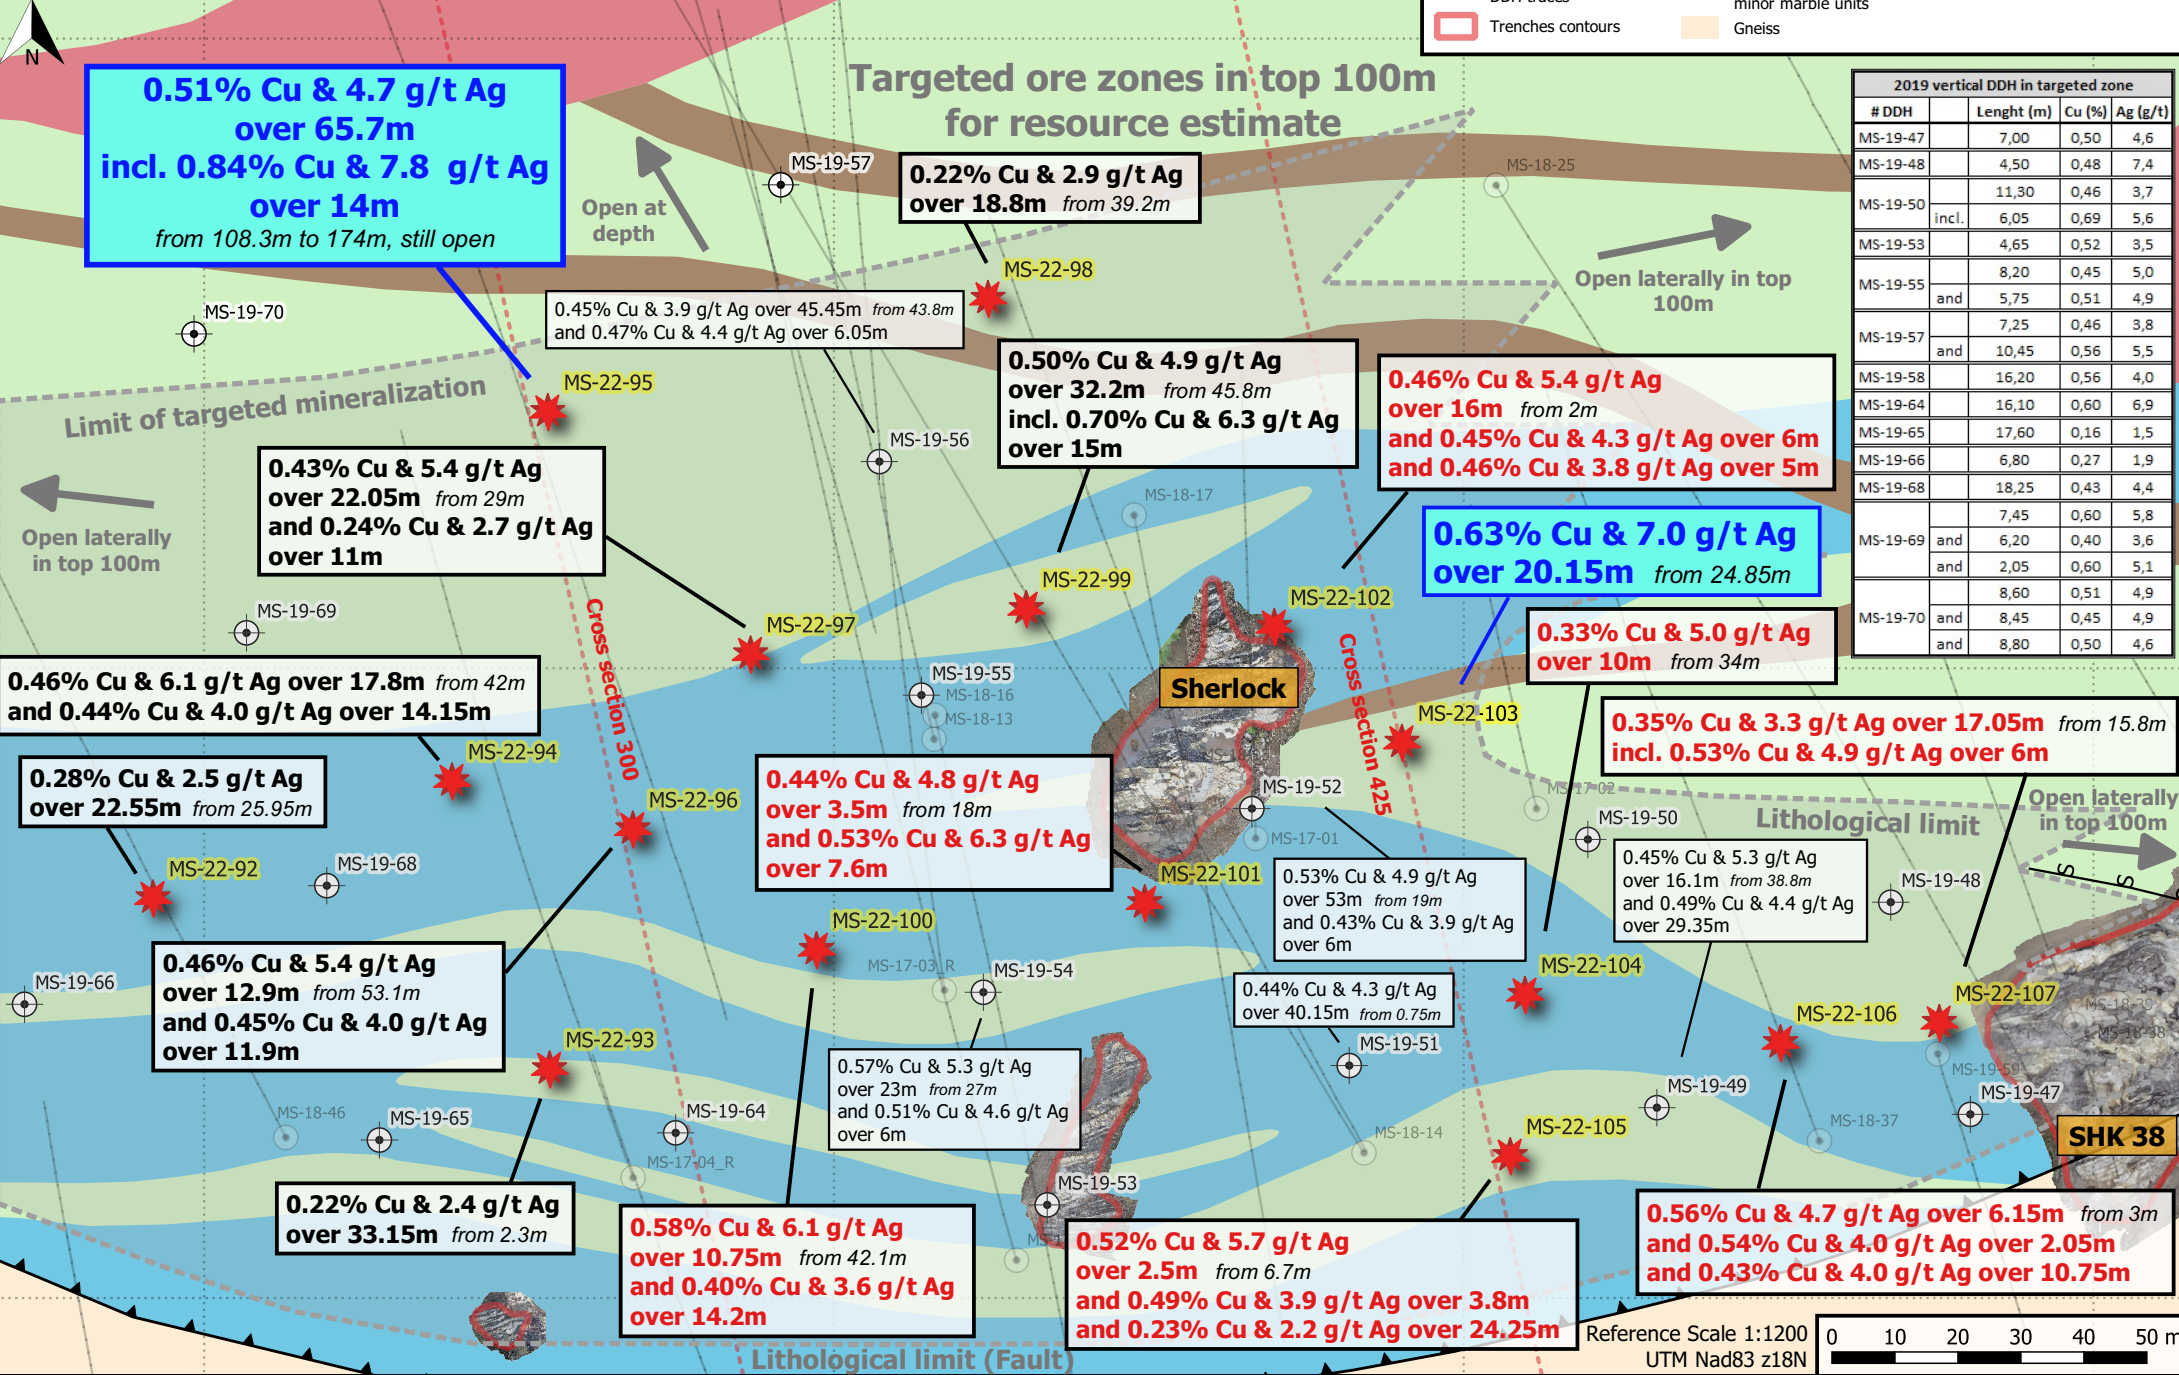 DDH traces
minor marble units
Trenches contours
Gneiss
N
Targeted ore zones in top 100m
for resource estimate
0.51% Cu & 4.7 g/t Ag
over 65.7m
incl. 0.84% Cu & 7.8 g/t Ag
over 14m
from 108.3m to 174m, still open
2019 vertical DDH in targeted zone
# DDH Lenght (m) Cu (%) Ag (g/t)
MS-19-47 7,00 0,50 4,6
MS-19-48 4,50 0,48 7,4
MS-19-50 11,30 0,46 3,7
incl. 6,05 0,69 5,6
MS-19-53 4,65 0,52 3,5
MS-19-55 8,20 0,45 5,0
and 5,75 0,51 4,9
MS-19-57 7,25 0,46 3,8
and 10,45 0,56 5,5
MS-19-58 16,20 0,56 4,0
MS-19-64 16,10 0,60 6,9
MS-19-65 17,60 0,16 1,5
MS-19-66 6,80 0,27 1,9
MS-19-68 18,25 0,43 4,4
MS-19-69 7,45 0,60 5,8
and 6,20 0,40 3,6
and 2,05 0,60 5,1
MS-19-70 8,60 0,51 4,9
and 8,45 0,45 4,9
and 8,80 0,50 4,6
MS-19-57
0.22% Cu & 2.9 g/t Ag
over 18.8m from 39.2m
MS-18-25
Open at
depth
MS-22-98
Open laterally in top
100m
MS-19-70
0.45% Cu & 3.9 g/t Ag over 45.45m from 43.8m
and 0.47% Cu & 4.4 g/t Ag over 6.05m
MS-22-95
Limit of targeted mineralization
0.50% Cu & 4.9 g/t Ag
over 32.2m from 45.8m
incl. 0.70% Cu & 6.3 g/t Ag
over 15m
0.46% Cu & 5.4 g/t Ag
over 16m from 2m
and 0.45% Cu & 4.3 g/t Ag over 6m
and 0.46% Cu & 3.8 g/t Ag over 5m
MS-19-56
0.43% Cu & 5.4 g/t Ag
over 22.05m from 29m
and 0.24% Cu & 2.7 g/t Ag
over 11m
MS-18-17
Open laterally
in top 100m
0.63% Cu & 7.0 g/t Ag
over 20.15m from 24.85m
MS-22-99
MS-22-102
MS-19-69
MS-22-97
Cross section 300
Cross section 425
0.33% Cu & 5.0 g/t Ag
over 10m from 34m
0.46% Cu & 6.1 g/t Ag over 17.8m from 42m
and 0.44% Cu & 4.0 g/t Ag over 14.15m
MS-19-55
MS-18-16
MS-18-13
Sherlock
MS-22-103
0.35% Cu & 3.3 g/t Ag over 17.05m from 15.8m
incl. 0.53% Cu & 4.9 g/t Ag over 6m
MS-22-94
0.28% Cu & 2.5 g/t Ag
over 22.55m from 25.95m
MS-22-96
0.44% Cu & 4.8 g/t Ag
over 3.5m from 18m
and 0.53% Cu & 6.3 g/t Ag
over 7.6m
MS-19-52
MS-17-01
MS-17-02
MS-19-50
Lithological limit
Open laterally
in top 100m
MS-22-92
MS-19-68
MS-22-101
0.53% Cu & 4.9 g/t Ag
over 53m from 19m
and 0.43% Cu & 3.9 g/t Ag
over 6m
0.45% Cu & 5.3 g/t Ag
over 16.1m from 38.8m
and 0.49% Cu & 4.4 g/t Ag
over 29.35m
MS-19-48
S S
MS-22-100
MS-17-03_R
MS-19-54
MS-22-104
MS-19-66
0.46% Cu & 5.4 g/t Ag
over 12.9m from 53.1m
and 0.45% Cu & 4.0 g/t Ag
over 11.9m
0.44% Cu & 4.3 g/t Ag
over 40.15m from 0.75m
MS-22-107
MS-22-106
MS-18-38
MS-22-93
MS-19-51
MS-19-59
MS-19-47
MS-19-49
0.57% Cu & 5.3 g/t Ag
over 23m from 27m
and 0.51% Cu & 4.6 g/t Ag
over 6m
MS-18-46
MS-19-65
MS-19-64
MS-17-04_R
MS-18-14
MS-22-105
MS-18-37
SHK 38
MS-19-53
0.22% Cu & 2.4 g/t Ag
over 33.15m from 2.3m
0.58% Cu & 6.1 g/t Ag
over 10.75m from 42.1m
and 0.40% Cu & 3.6 g/t Ag
over 14.2m
0.52% Cu & 5.7 g/t Ag
over 2.5m from 6.7m
and 0.49% Cu & 3.9 g/t Ag over 3.8m
and 0.23% Cu & 2.2 g/t Ag over 24.25m
0.56% Cu & 4.7 g/t Ag over 6.15m from 3m
and 0.54% Cu & 4.0 g/t Ag over 2.05m
and 0.43% Cu & 4.0 g/t Ag over 10.75m
Lithological limit (Fault)
Reference Scale 1:1200
UTM Nad83 z18N
0 10 20 30 40 50 m